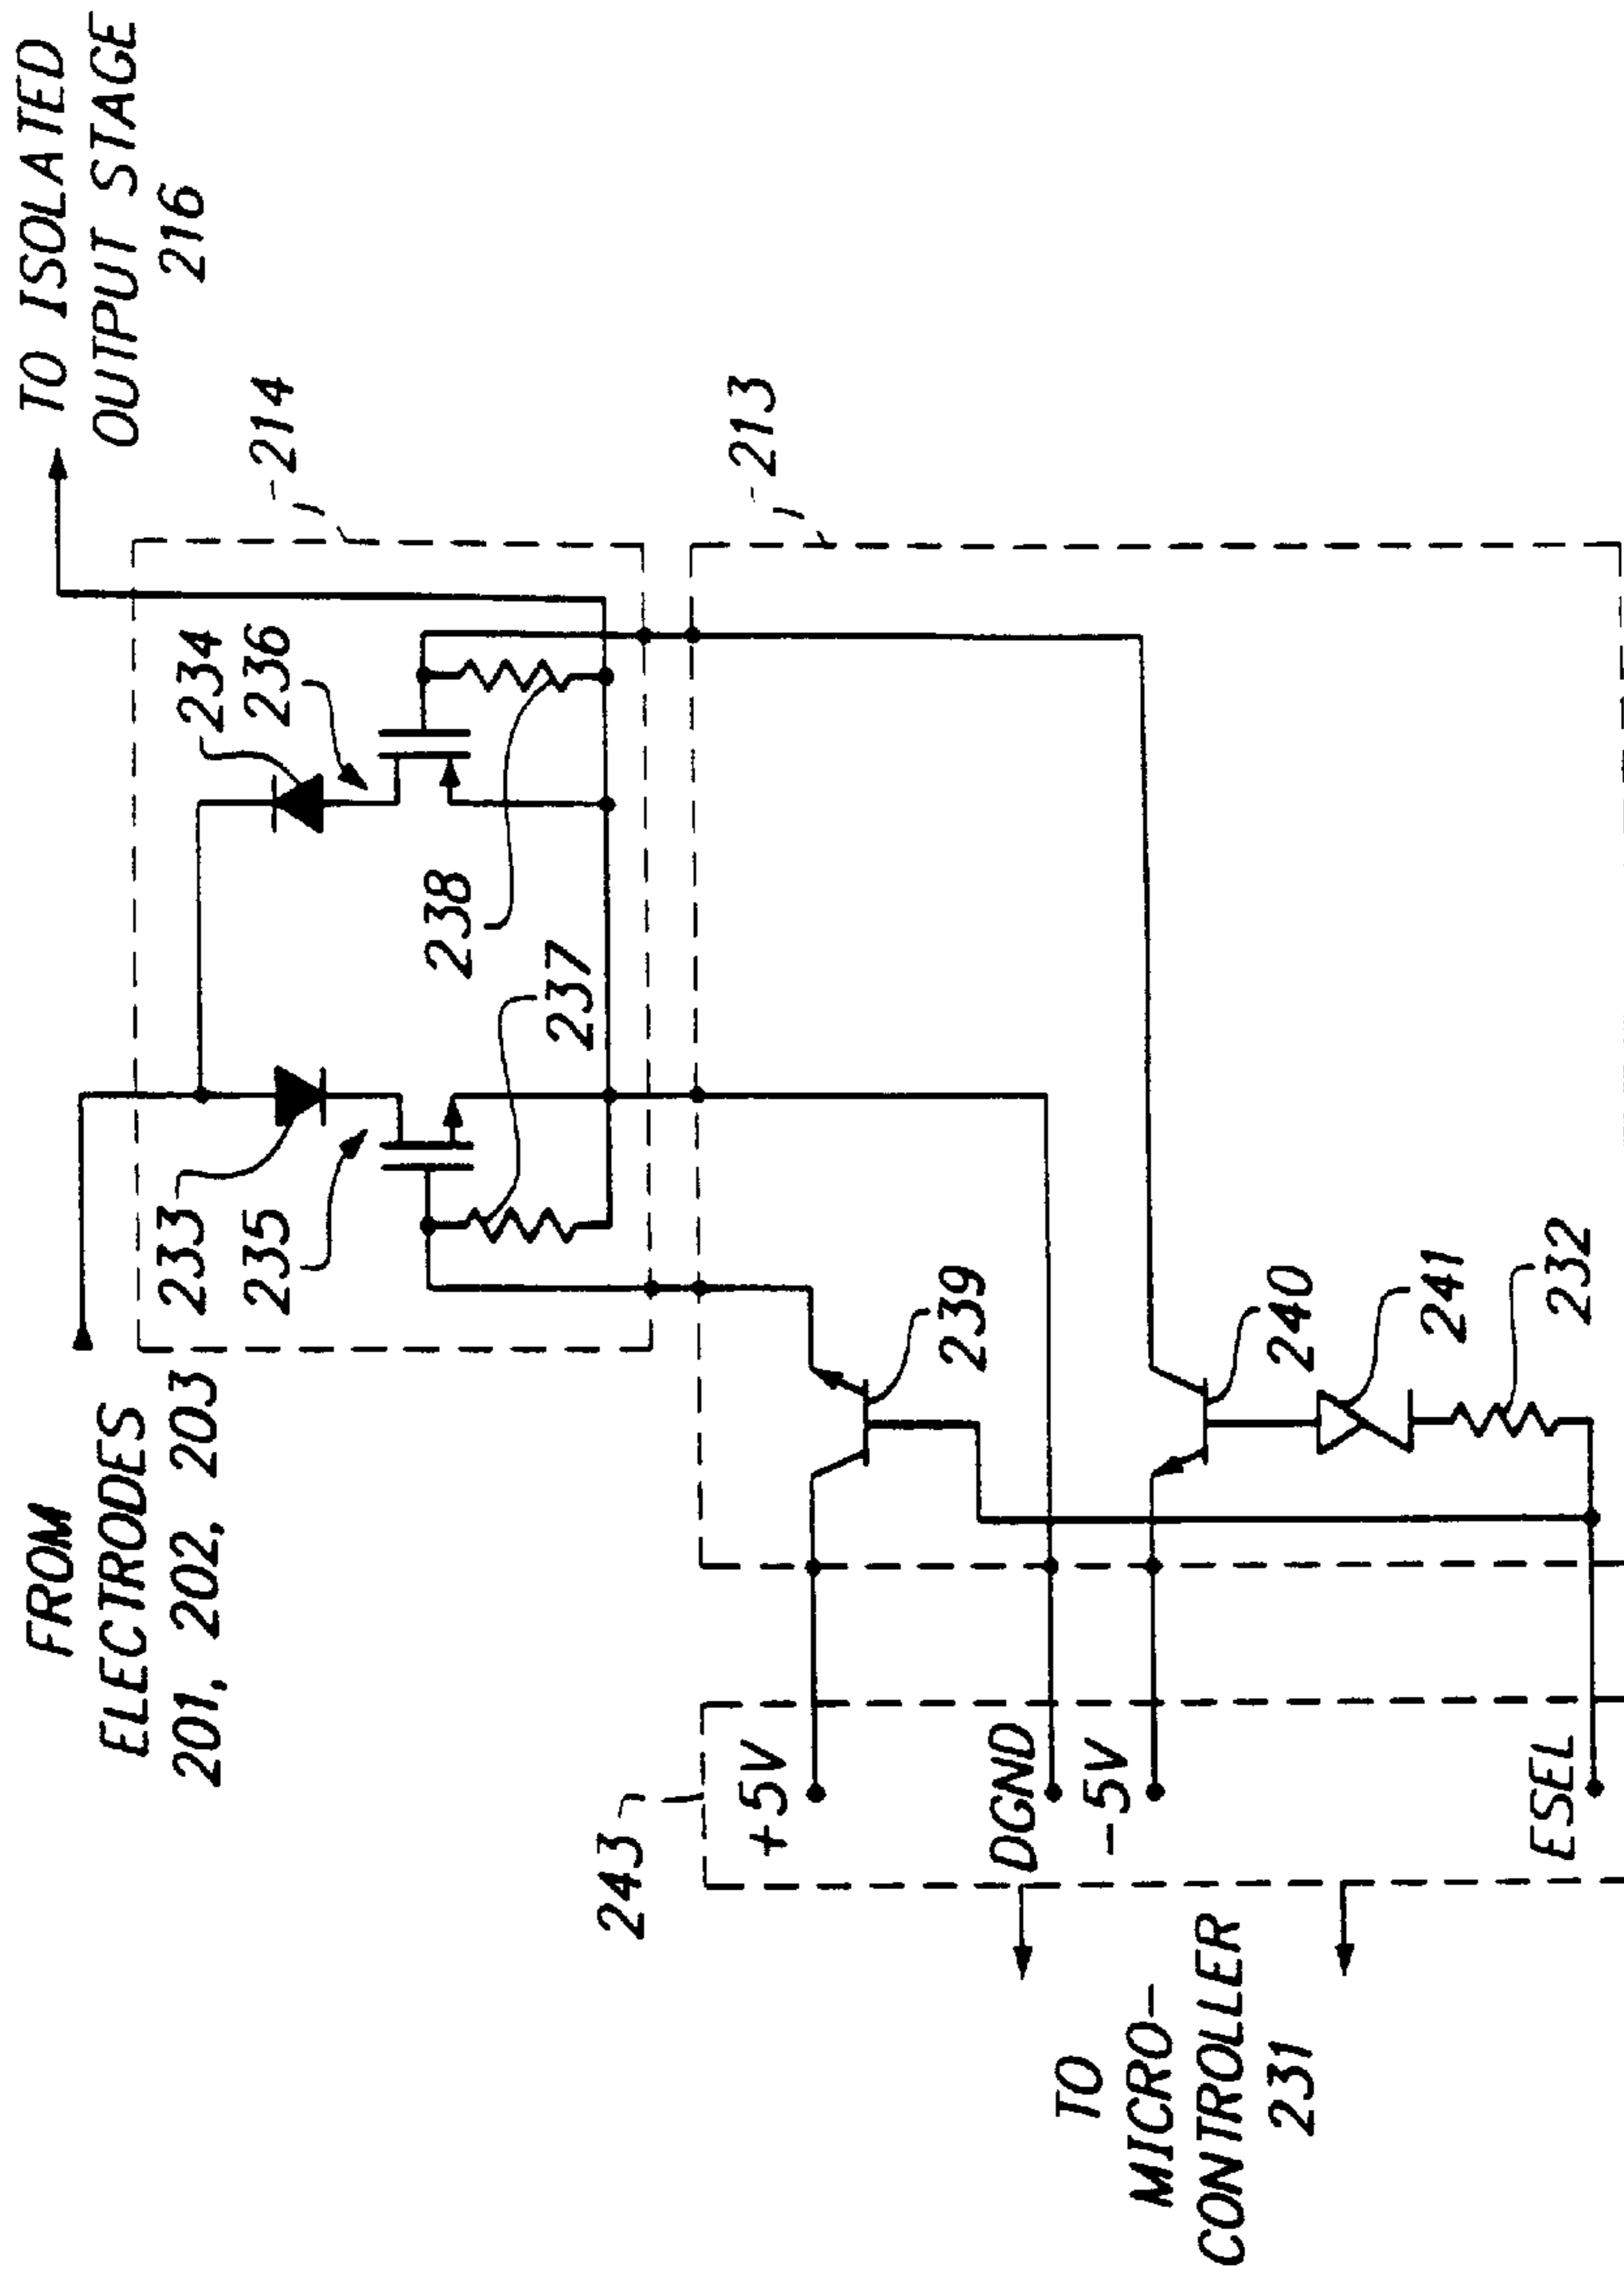 FROM
ELECTRODES
201, 202, 203
TO ISOLATED
OUTPUT STAGE
216
233
234
235
236
214
238
237
213
243
+5V
239
DGND
-5V
240
241
ESEL
232
TO
MICRO-
CONTROLLER
231